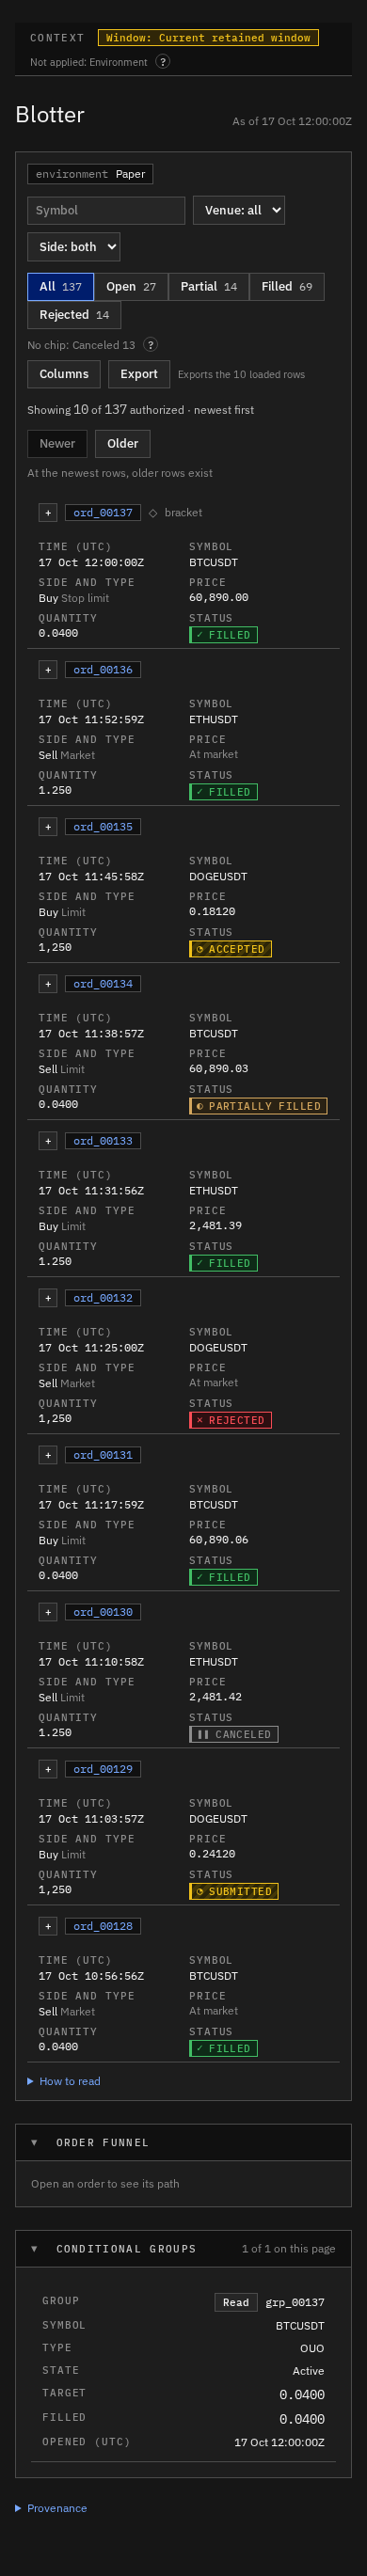 CONTEXT Window: Current retained window
Not applied: Environment ?
Blotter As of 17 Oct 12:00:00Z
environment Paper
Symbol Venue: all
Side: both
All 137 Open 27 Partial 14 Filled 69
Rejected 14
No chip: Canceled 13 ?
Columns Export Exports the 10 loaded rows
Showing 10 of 137 authorized · newest first
Newer Older
At the newest rows, older rows exist
+ ord_00137 ◇ bracket
TIME (UTC) SYMBOL
17 Oct 12:00:00Z BTCUSDT
SIDE AND TYPE PRICE
Buy Stop limit 60,890.00
QUANTITY STATUS
0.0400 ✓ FILLED
+ ord_00136
TIME (UTC) SYMBOL
17 Oct 11:52:59Z ETHUSDT
SIDE AND TYPE PRICE
Sell Market At market
QUANTITY STATUS
1.250 ✓ FILLED
+ ord_00135
TIME (UTC) SYMBOL
17 Oct 11:45:58Z DOGEUSDT
SIDE AND TYPE PRICE
Buy Limit 0.18120
QUANTITY STATUS
1,250 ◔ ACCEPTED
+ ord_00134
TIME (UTC) SYMBOL
17 Oct 11:38:57Z BTCUSDT
SIDE AND TYPE PRICE
Sell Limit 60,890.03
QUANTITY STATUS
0.0400 ◐ PARTIALLY FILLED
+ ord_00133
TIME (UTC) SYMBOL
17 Oct 11:31:56Z ETHUSDT
SIDE AND TYPE PRICE
Buy Limit 2,481.39
QUANTITY STATUS
1.250 ✓ FILLED
+ ord_00132
TIME (UTC) SYMBOL
17 Oct 11:25:00Z DOGEUSDT
SIDE AND TYPE PRICE
Sell Market At market
QUANTITY STATUS
1,250 ✕ REJECTED
+ ord_00131
TIME (UTC) SYMBOL
17 Oct 11:17:59Z BTCUSDT
SIDE AND TYPE PRICE
Buy Limit 60,890.06
QUANTITY STATUS
0.0400 ✓ FILLED
+ ord_00130
TIME (UTC) SYMBOL
17 Oct 11:10:58Z ETHUSDT
SIDE AND TYPE PRICE
Sell Limit 2,481.42
QUANTITY STATUS
1.250 CANCELED
+ ord_00129
TIME (UTC) SYMBOL
17 Oct 11:03:57Z DOGEUSDT
SIDE AND TYPE PRICE
Buy Limit 0.24120
QUANTITY STATUS
1,250 ◔ SUBMITTED
+ ord_00128
TIME (UTC) SYMBOL
17 Oct 10:56:56Z BTCUSDT
SIDE AND TYPE PRICE
Sell Market At market
QUANTITY STATUS
0.0400 ✓ FILLED
▶ How to read
▼ ORDER FUNNEL
Open an order to see its path
▼ CONDITIONAL GROUPS 1 of 1 on this page
GROUP Read grp_00137
SYMBOL BTCUSDT
TYPE OUO
STATE Active
TARGET 0.0400
FILLED 0.0400
OPENED (UTC) 17 Oct 12:00:00Z
▶ Provenance